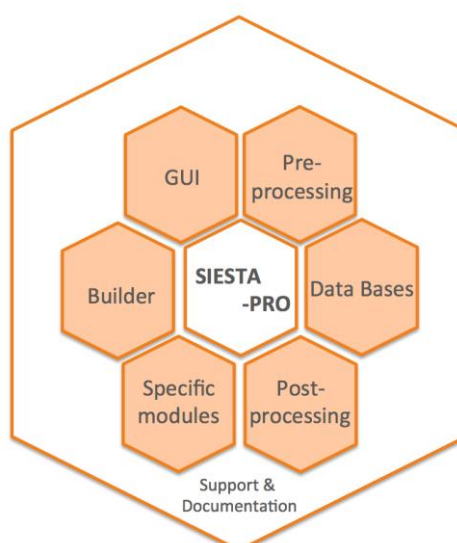 GUI
Pre-
processing
Builder
SIESTA
-PRO
Data Bases
Specific
modules
Post-
processing
Support &
Documentation